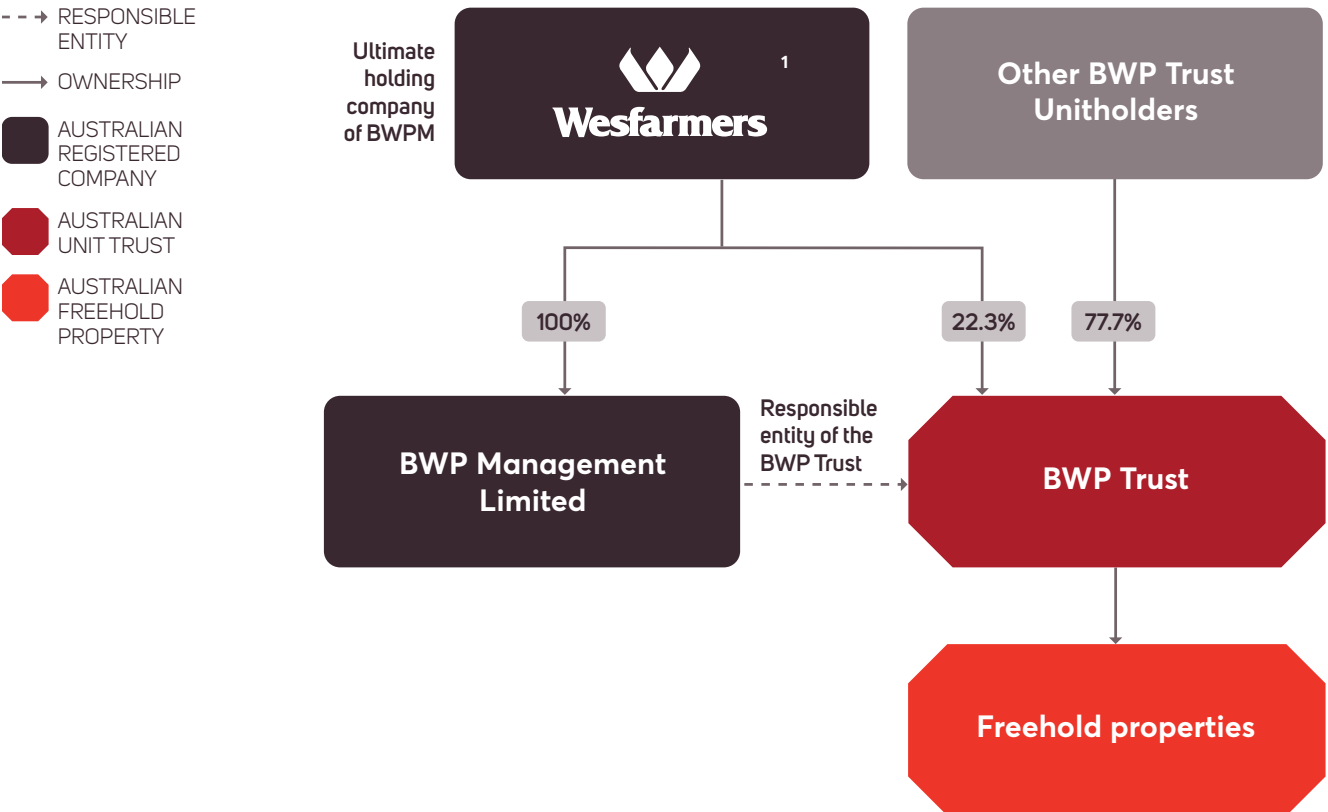 RESPONSIBLE
ENTITY
OWNERSHIP
AUSTRALIAN
REGISTERED
COMPANY
AUSTRALIAN
UNIT TRUST
AUSTRALIAN
FREEHOLD
PROPERTY
Ultimate
holding
company
of BWPM
1
Wesfarmers
Other BWP Trust
Unitholders
100%
22.3%
77.7%
BWP Management
Limited
Responsible
entity of the
BWP Trust
BWP Trust
Freehold properties